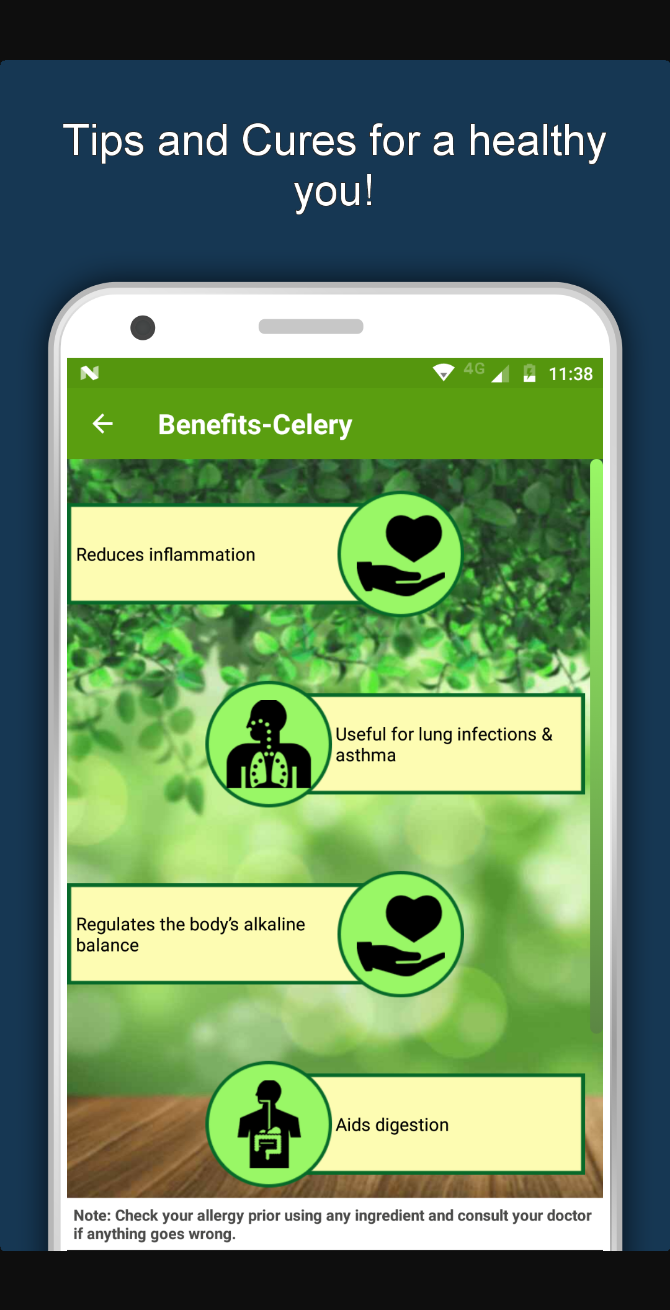 Tips and Cures for a healthy
you!
4G
11:38
Benefits-Celery
Reduces inflammation
Useful for lung infections &
asthma
Regulates the body's alkaline
balance
Aids digestion
Note: Check your allergy prior using any ingredient and consult your doctor
if anything goes wrong.